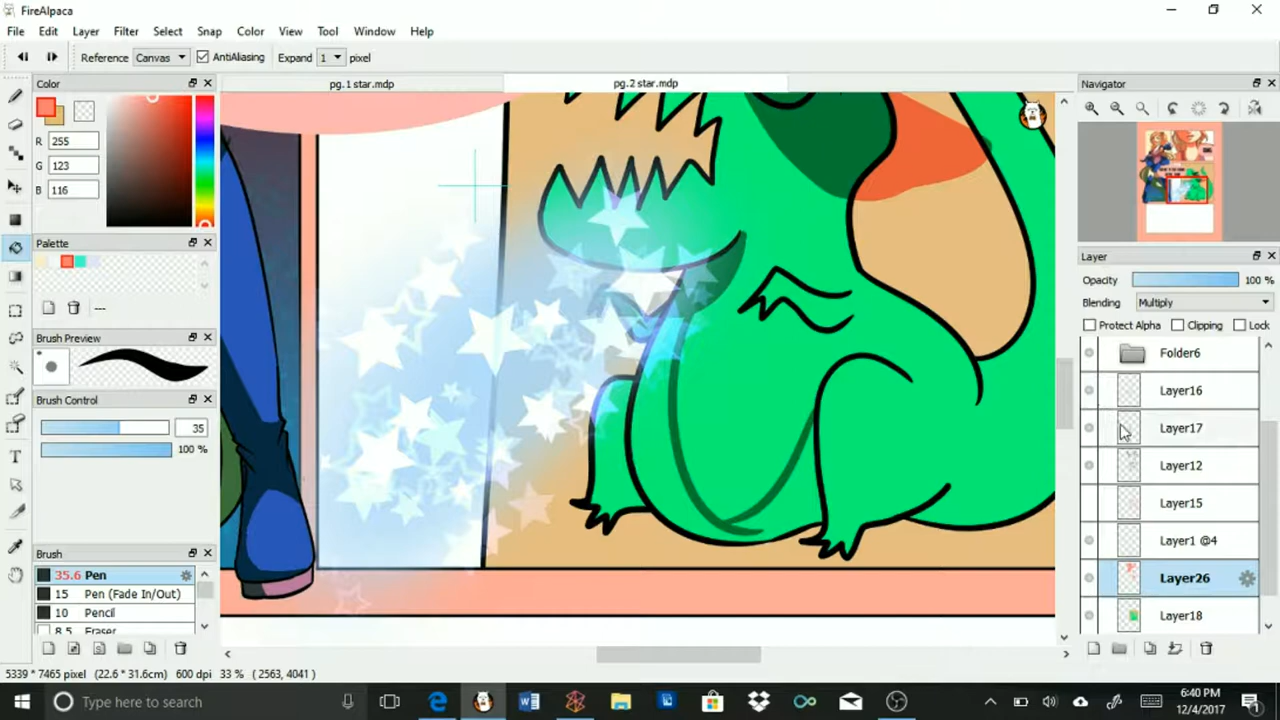 FireAlpaca
File Edit Layer Filter Select Snap Color View Tool Window Help
Reference Canvas AntiAliasing Expand 1 pixel
Color
pg.1 star.mdp
pg.2 star.mdp
Navigator
R 255
G 123
B 116
Palette
---
Brush Preview
Brush Control
35
100 %
Brush
35.6 Pen
15 Pen (Fade In/Out)
10 Pencil
8.5 Eraser
Layer
Opacity 100 %
Blending Multiply
Protect Alpha Clipping Lock
Folder6
Layer16
Layer17
Layer12
Layer15
Layer1 @4
Layer26
Layer18
5339 * 7465 pixel (22.6 * 31.6cm) 600 dpi 33 % ( 2563, 4041 )
Type here to search
6:40 PM
12/4/2017
1